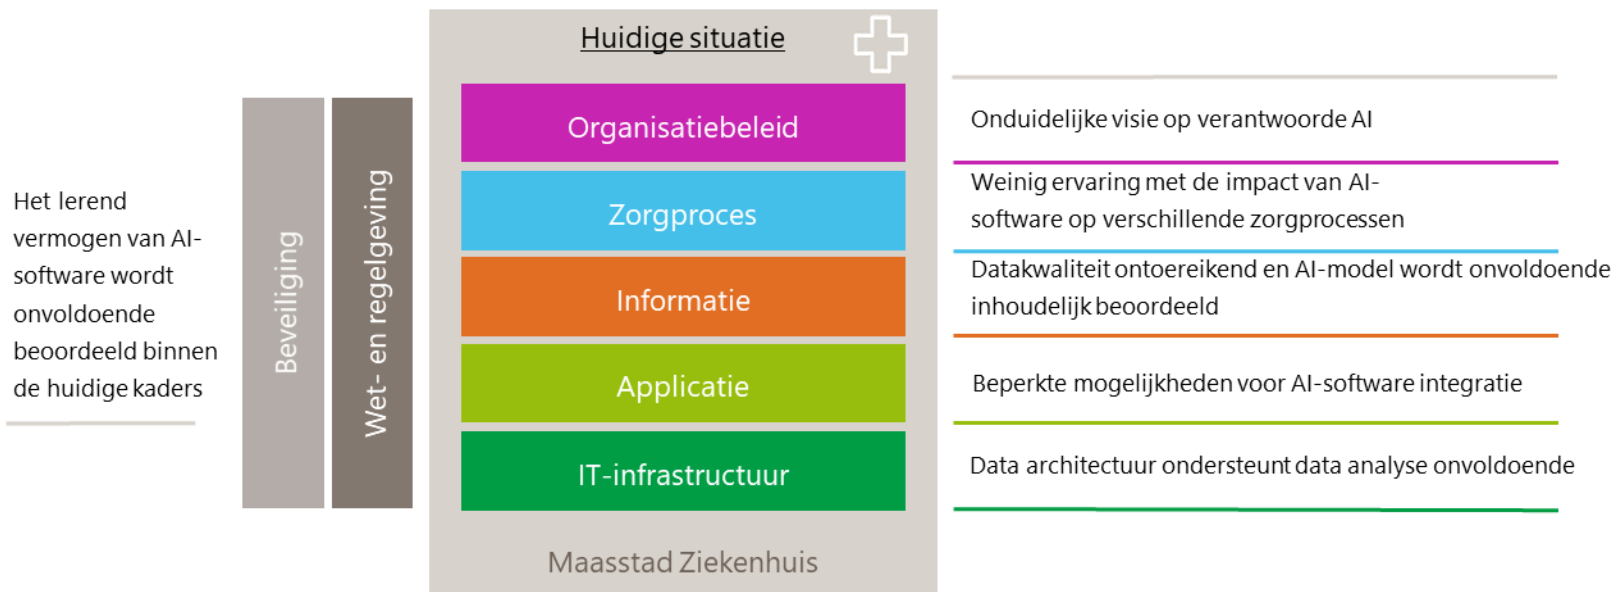 Huidige situatie
Organisatiebeleid
Onduidelijke visie op verantwoorde AI
Zorgproces
Weinig ervaring met de impact van AI-
software op verschillende zorgprocessen
Informatie
Datakwaliteit ontoereikend en AI-model wordt onvoldoende
inhoudelijk beoordeeld
Applicatie
Beperkte mogelijkheden voor AI-software integratie
IT-infrastructuur
Data architectuur ondersteunt data analyse onvoldoende
Maasstad Ziekenhuis
Beveiliging
Wet- en regelgeving
Het lerend
vermogen van AI-
software wordt
onvoldoende
beoordeeld binnen
de huidige kaders